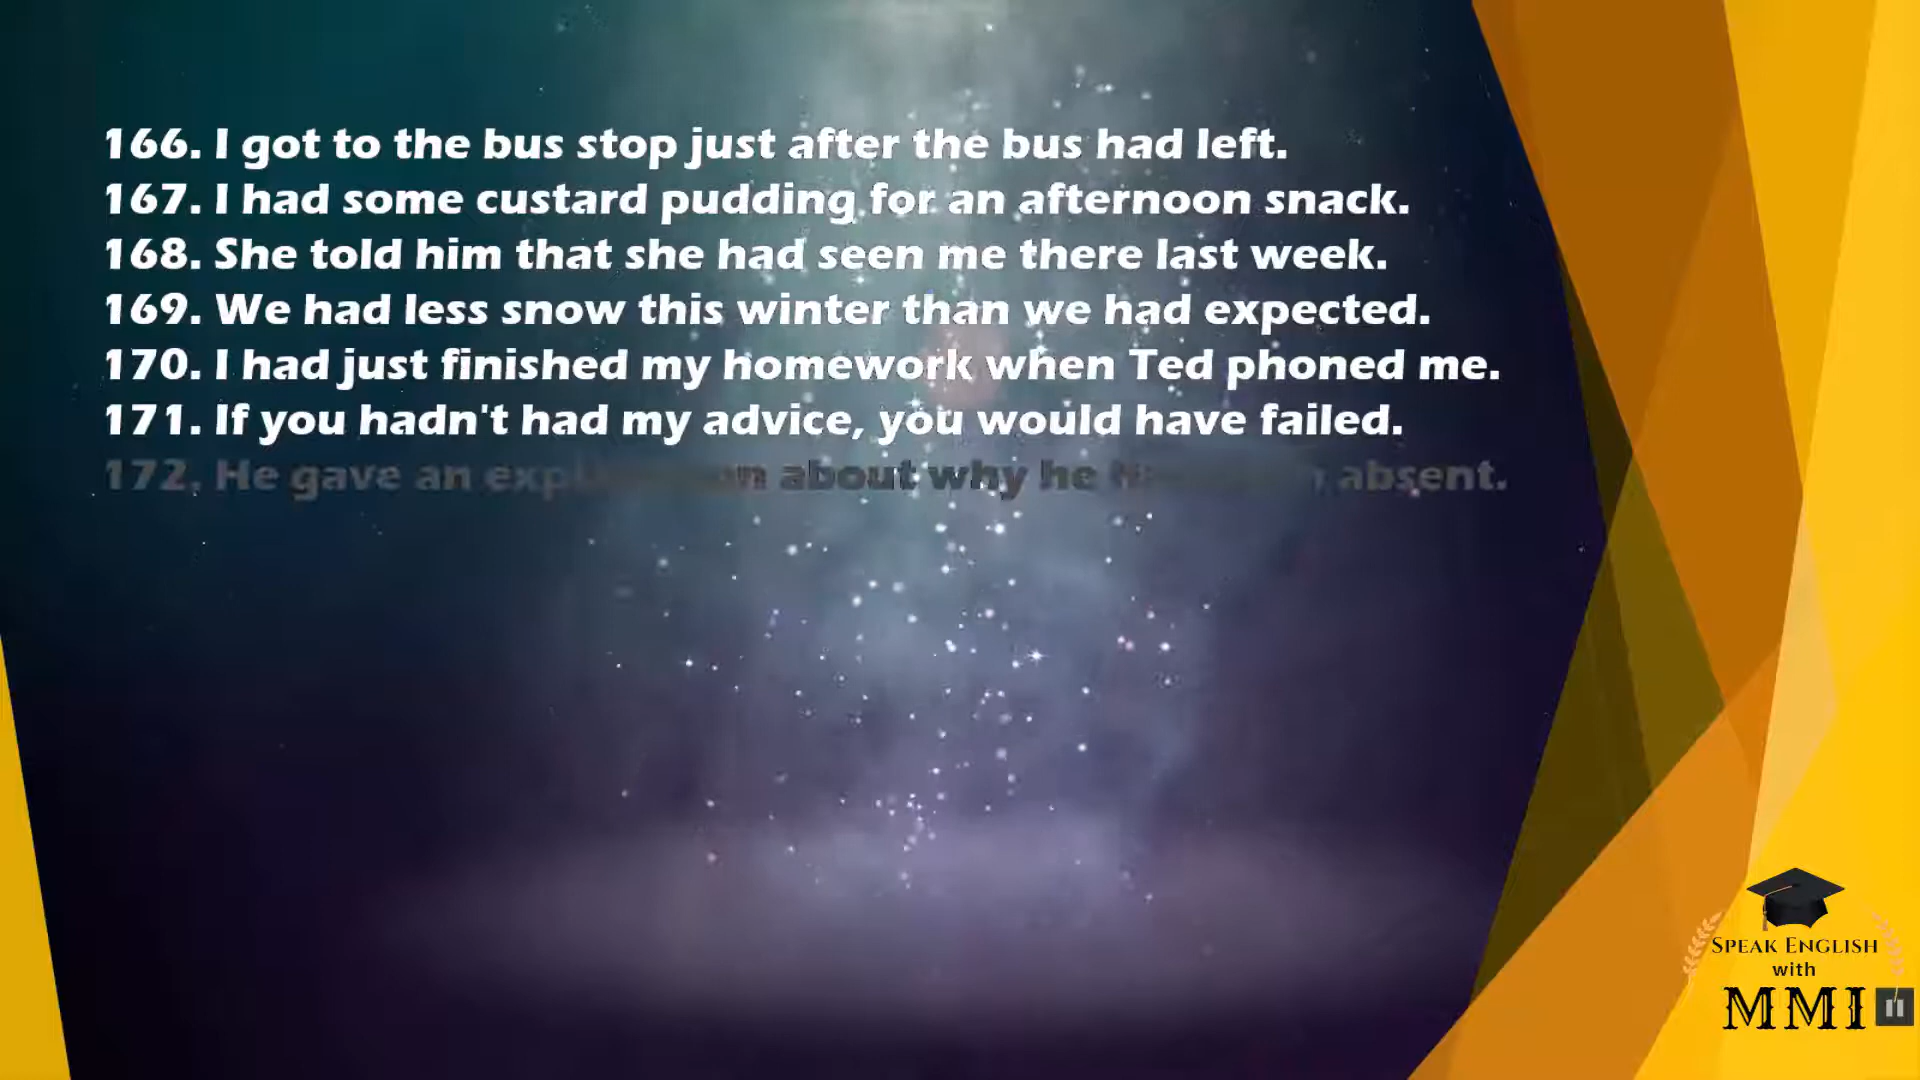 166. I got to the bus stop just after the bus had left.
167. I had some custard pudding for an afternoon snack.
168. She told him that she had seen me there last week.
169. We had less snow this winter than we had expected.
170. I had just finished my homework when Ted phoned me.
171. If you hadn't had my advice, you would have failed.
172. He gave an about why he absent.
SPEAK ENGLISH
with
MMI